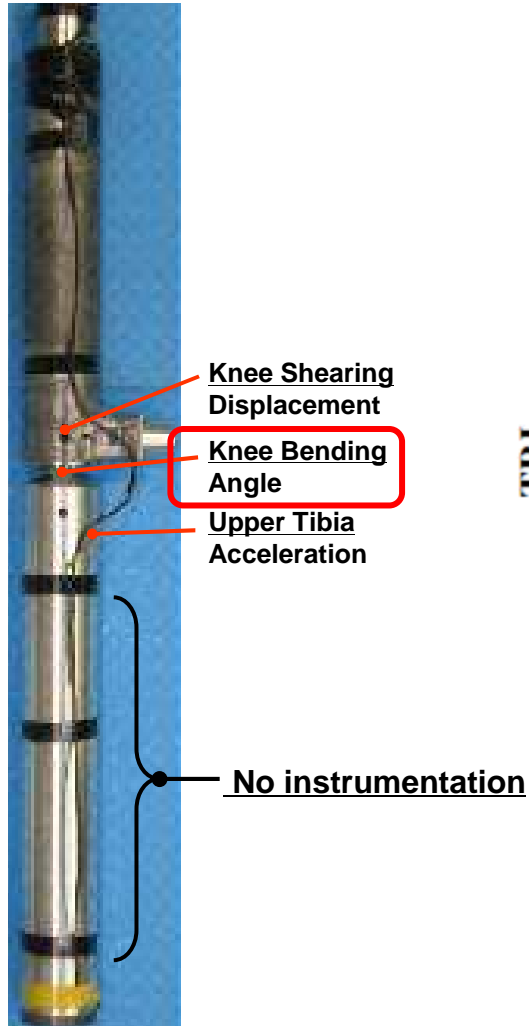 Knee Shearing
Displacement
Knee Bending
Angle
Upper Tibia
Acceleration
No instrumentation